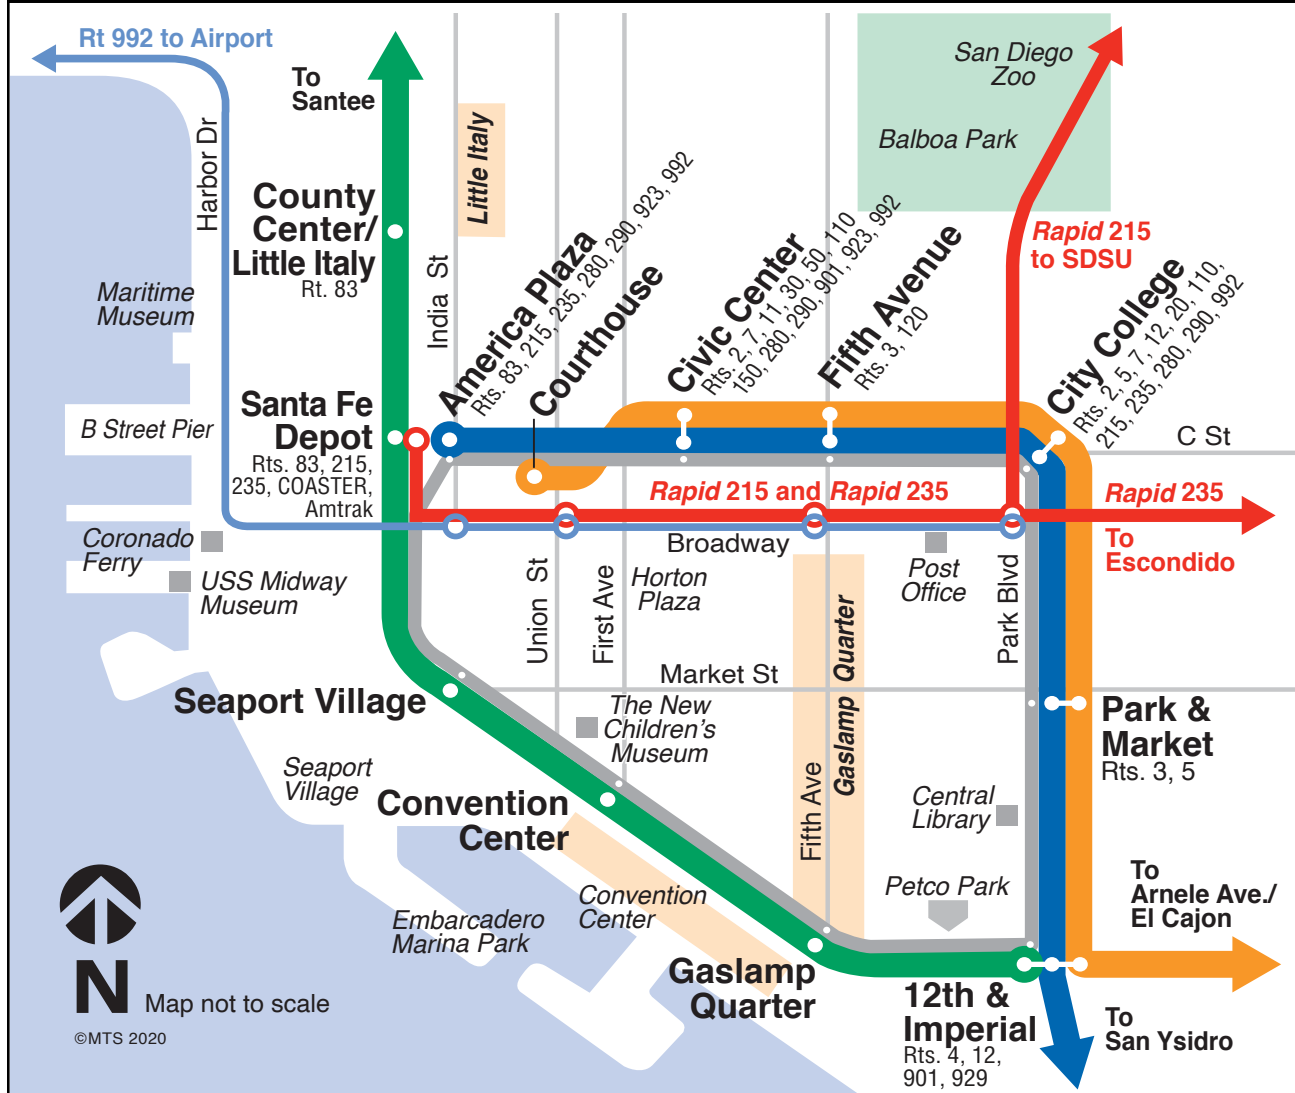 Rt 992 to Airport
To
Santee
San Diego
Zoo
Balboa Park
Little Italy
Harbor Dr
County
Center/
Little Italy
Rt. 83
India St
Rapid 215
to SDSU
Maritime
Museum
America Plaza
Rts. 83, 215, 235, 280, 290, 923, 992
Courthouse
Civic Center
Rts. 2, 7, 11, 30, 50, 110
150, 280, 290, 901, 923, 992
Fifth Avenue
Rts. 3, 120
City College
Rts. 2, 5, 7, 12, 20, 110,
215, 235, 280, 290, 992
Santa Fe
Depot
Rts. 83, 215,
235, COASTER,
Amtrak
B Street Pier
C St
Rapid 215 and Rapid 235
Rapid 235
To
Escondido
Coronado
Ferry
USS Midway
Museum
Broadway
Union St
First Ave
Horton
Plaza
Post
Office
Park Blvd
Gaslamp Quarter
Market St
Seaport Village
The New
Children's
Museum
Park &
Market
Rts. 3, 5
Seaport
Village
Convention
Center
Fifth Ave
Central
Library
Petco Park
To
Arnele Ave./
El Cajon
Convention
Center
Embarcadero
Marina Park
Gaslamp
Quarter
12th &
Imperial
Rts. 4, 12,
901, 929
To
San Ysidro
N
Map not to scale
©MTS 2020